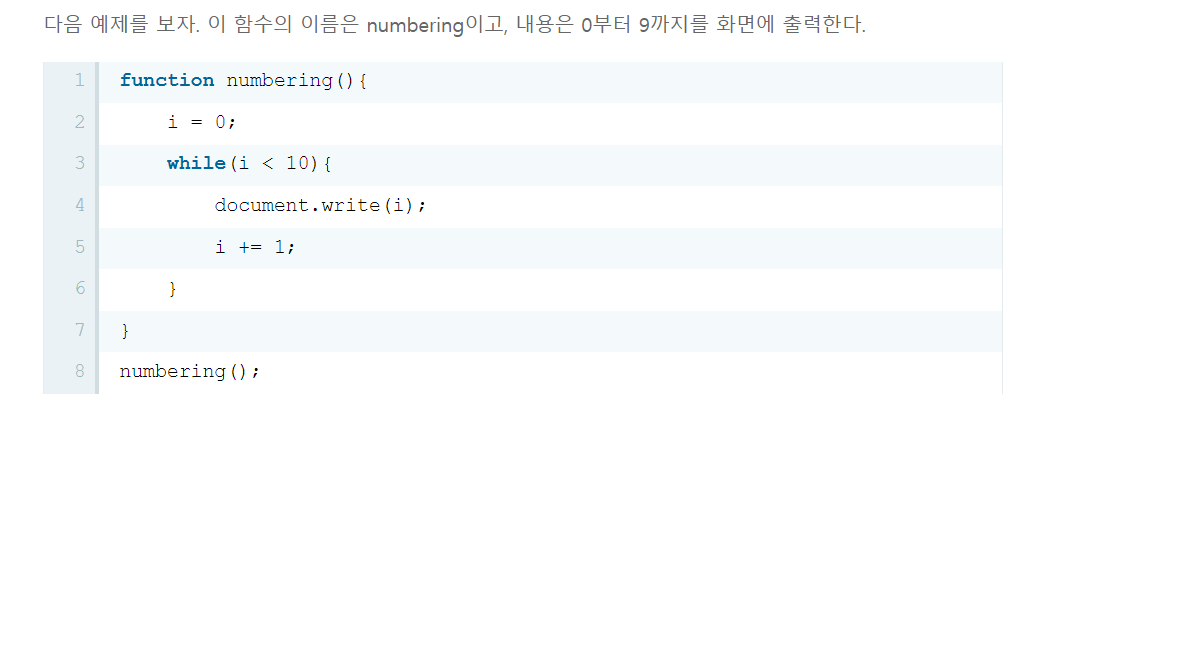 다음 예제를 보자. 이 함수의 이름은 numbering이고, 내용은 0부터 9까지를 화면에 출력한다.
1 function numbering(){
2 i = 0;
3 while(i < 10){
4 document.write(i);
5 i += 1;
6 }
7 }
8 numbering();